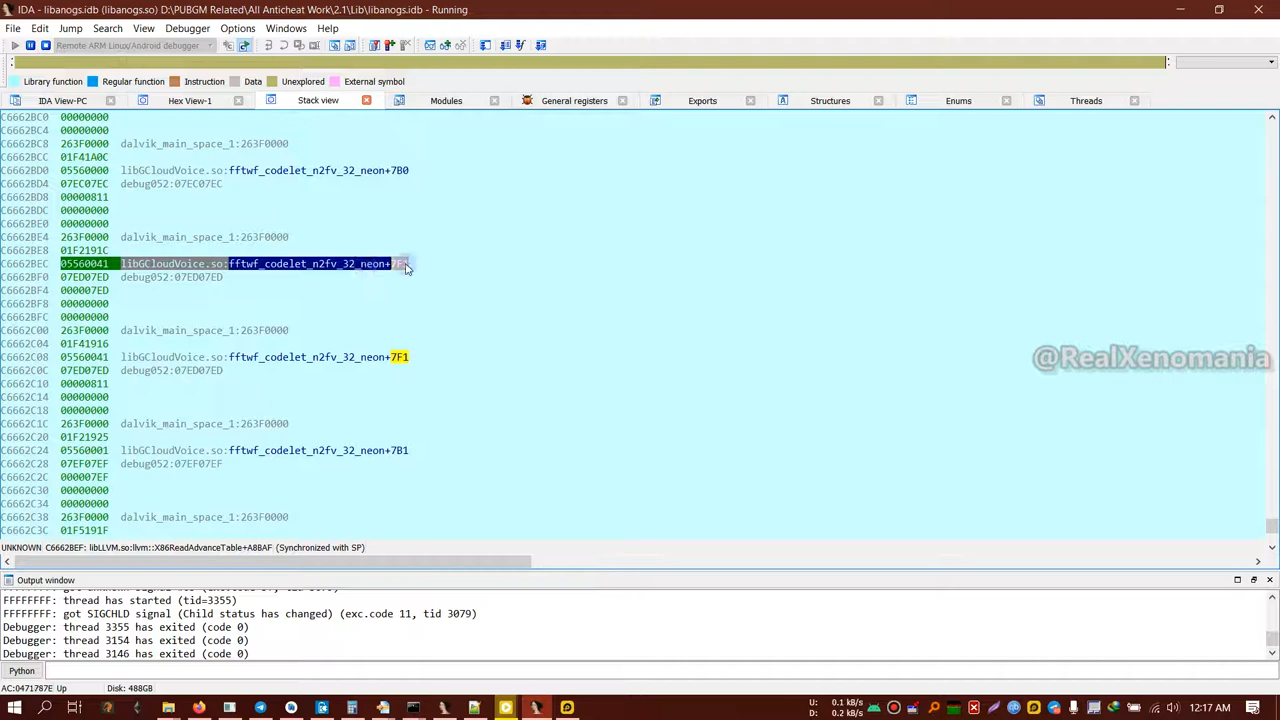 IDA - libanogs.idb (libanogs.so) D:\PUBGM Related\All Anticheat Work\2.1\Lib\libanogs.idb - Running
File Edit Jump Search View Debugger Options Windows Help
Remote ARM Linux/Android debugger
Library function Regular function Instruction Data Unexplored External symbol
IDA View-PC Hex View-1 Stack view Modules General registers Exports Structures Enums Threads
C6662BC0 00000000
C6662BC4 00000000
C6662BC8 263F0000 dalvik_main_space_1:263F0000
C6662BCC 01F41A0C
C6662BD0 05560000 libGCloudVoice.so:fftwf_codelet_n2fv_32_neon+7B0
C6662BD4 07EC07EC debug052:07EC07EC
C6662BD8 00000811
C6662BDC 00000000
C6662BE0 00000000
C6662BE4 263F0000 dalvik_main_space_1:263F0000
C6662BE8 01F2191C
C6662BEC 05560041 libGCloudVoice.so:fftwf_codelet_n2fv_32_neon+
C6662BF0 07ED07ED debug052:07ED07ED
C6662BF4 000007ED
C6662BF8 00000000
C6662BFC 00000000
C6662C00 263F0000 dalvik_main_space_1:263F0000
C6662C04 01F41916
C6662C08 05560041 libGCloudVoice.so:fftwf_codelet_n2fv_32_neon+7F1
@RealXenomania
C6662C0C 07ED07ED debug052:07ED07ED
C6662C10 00000811
C6662C14 00000000
C6662C18 00000000
C6662C1C 263F0000 dalvik_main_space_1:263F0000
C6662C20 01F21925
C6662C24 05560001 libGCloudVoice.so:fftwf_codelet_n2fv_32_neon+7B1
C6662C28 07EF07EF debug052:07EF07EF
C6662C2C 000007EF
C6662C30 00000000
C6662C34 00000000
C6662C38 263F0000 dalvik_main_space_1:263F0000
C6662C3C 01F5191F
UNKNOWN C6662BEF: libLLVM.so:llvm::X86ReadAdvanceTable+A8BAF (Synchronized with SP)
Output window
FFFFFFFF: thread has started (tid=3355)
FFFFFFFF: got SIGCHLD signal (Child status has changed) (exc.code 11, tid 3079)
Debugger: thread 3355 has exited (code 0)
Debugger: thread 3154 has exited (code 0)
Debugger: thread 3146 has exited (code 0)
Python
AC:0471787E Up Disk: 488GB
U: 0.1 kB/s
D: 0.2 kB/s
12:17 AM